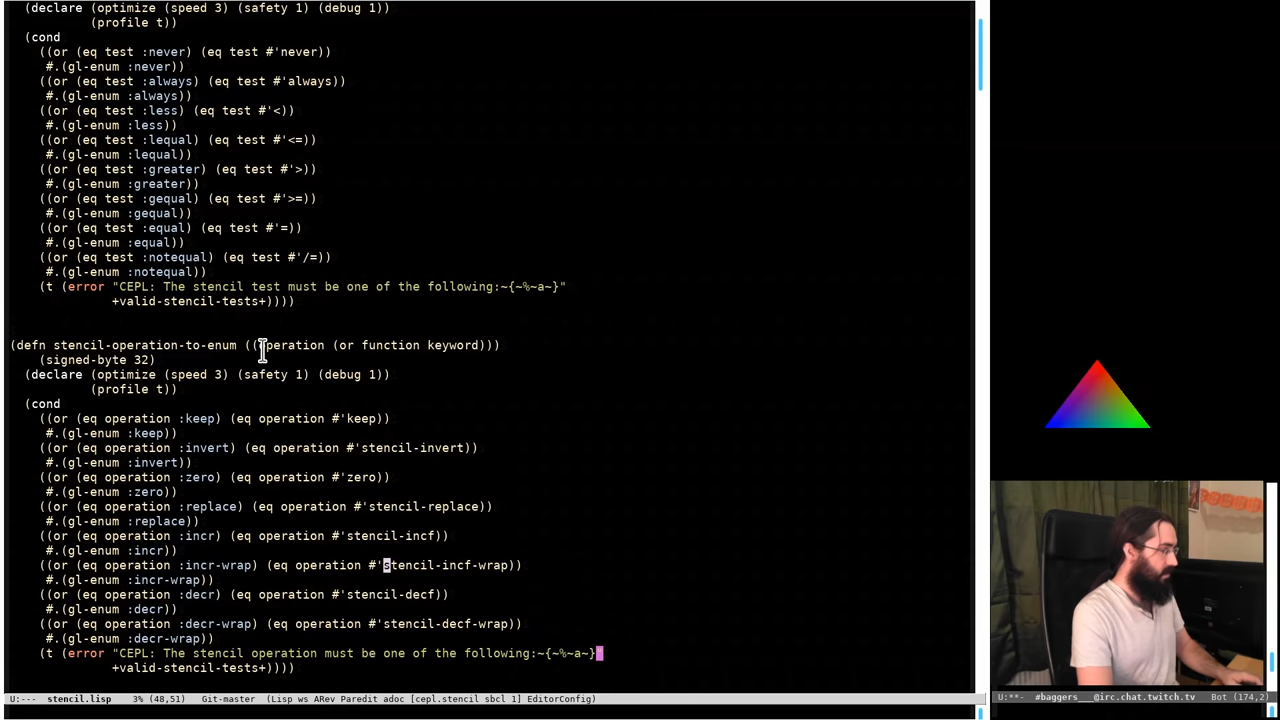 (declare (optimize (speed 3) (safety 1) (debug 1))
(profile t))
(cond
((or (eq test :never) (eq test #'never))
#.(gl-enum :never))
((or (eq test :always) (eq test #'always))
#.(gl-enum :always))
((or (eq test :less) (eq test #'<))
#.(gl-enum :less))
((or (eq test :lequal) (eq test #'<=))
#.(gl-enum :lequal))
((or (eq test :greater) (eq test #'>))
#.(gl-enum :greater))
((or (eq test :gequal) (eq test #'>=))
#.(gl-enum :gequal))
((or (eq test :equal) (eq test #'=))
#.(gl-enum :equal))
((or (eq test :notequal) (eq test #'/=))
#.(gl-enum :notequal))
(t (error "CEPL: The stencil test must be one of the following:~{~%~a~}"
+valid-stencil-tests+))))
(defn stencil-operation-to-enum ((operation (or function keyword)))
(signed-byte 32)
(declare (optimize (speed 3) (safety 1) (debug 1))
(profile t))
(cond
((or (eq operation :keep) (eq operation #'keep))
#.(gl-enum :keep))
((or (eq operation :invert) (eq operation #'stencil-invert))
#.(gl-enum :invert))
((or (eq operation :zero) (eq operation #'zero))
#.(gl-enum :zero))
((or (eq operation :replace) (eq operation #'stencil-replace))
#.(gl-enum :replace))
((or (eq operation :incr) (eq operation #'stencil-incf))
#.(gl-enum :incr))
((or (eq operation :incr-wrap) (eq operation #'stencil-incf-wrap))
#.(gl-enum :incr-wrap))
((or (eq operation :decr) (eq operation #'stencil-decf))
#.(gl-enum :decr))
((or (eq operation :decr-wrap) (eq operation #'stencil-decf-wrap))
#.(gl-enum :decr-wrap))
(t (error "CEPL: The stencil operation must be one of the following:~{~%~a~}"
+valid-stencil-tests+))))
U:--- stencil.lisp 3% (48,51) Git-master (Lisp ws ARev Paredit adoc [cepl.stencil sbcl 1] EditorConfig)
U:**- #baggers___@irc.chat.twitch.tv Bot (174,2)